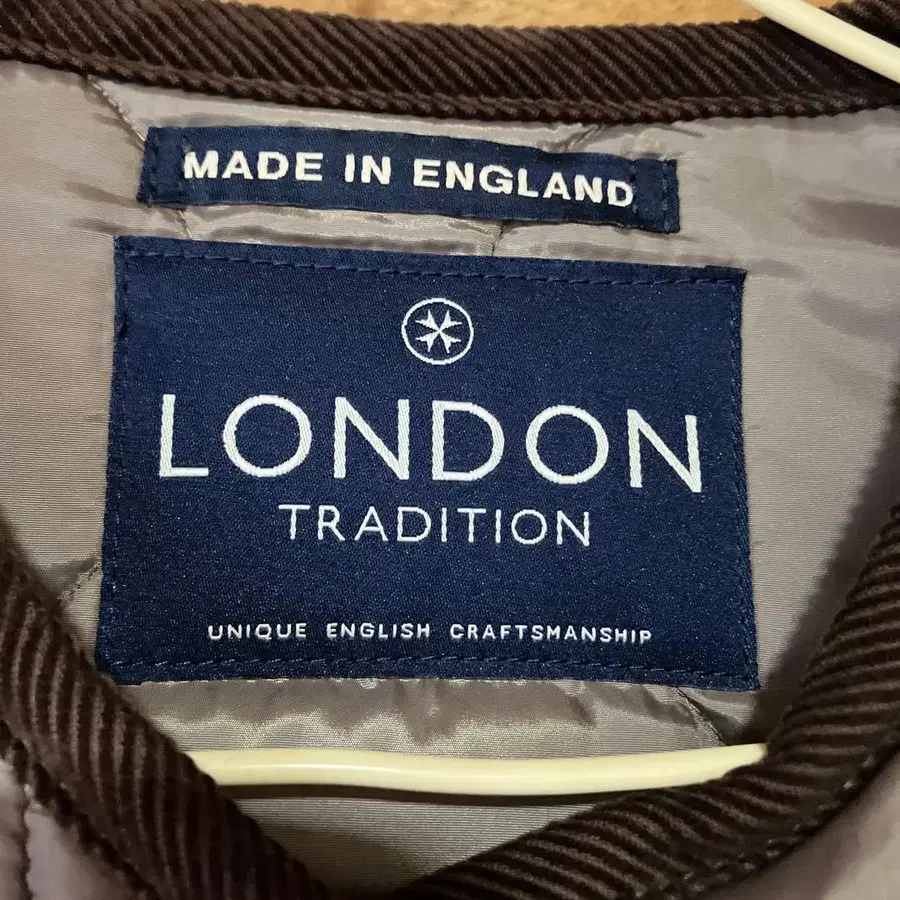 MADE IN ENGLAND
LONDON
TRADITION
UNIQUE ENGLISH CRAFTSMANSHIP